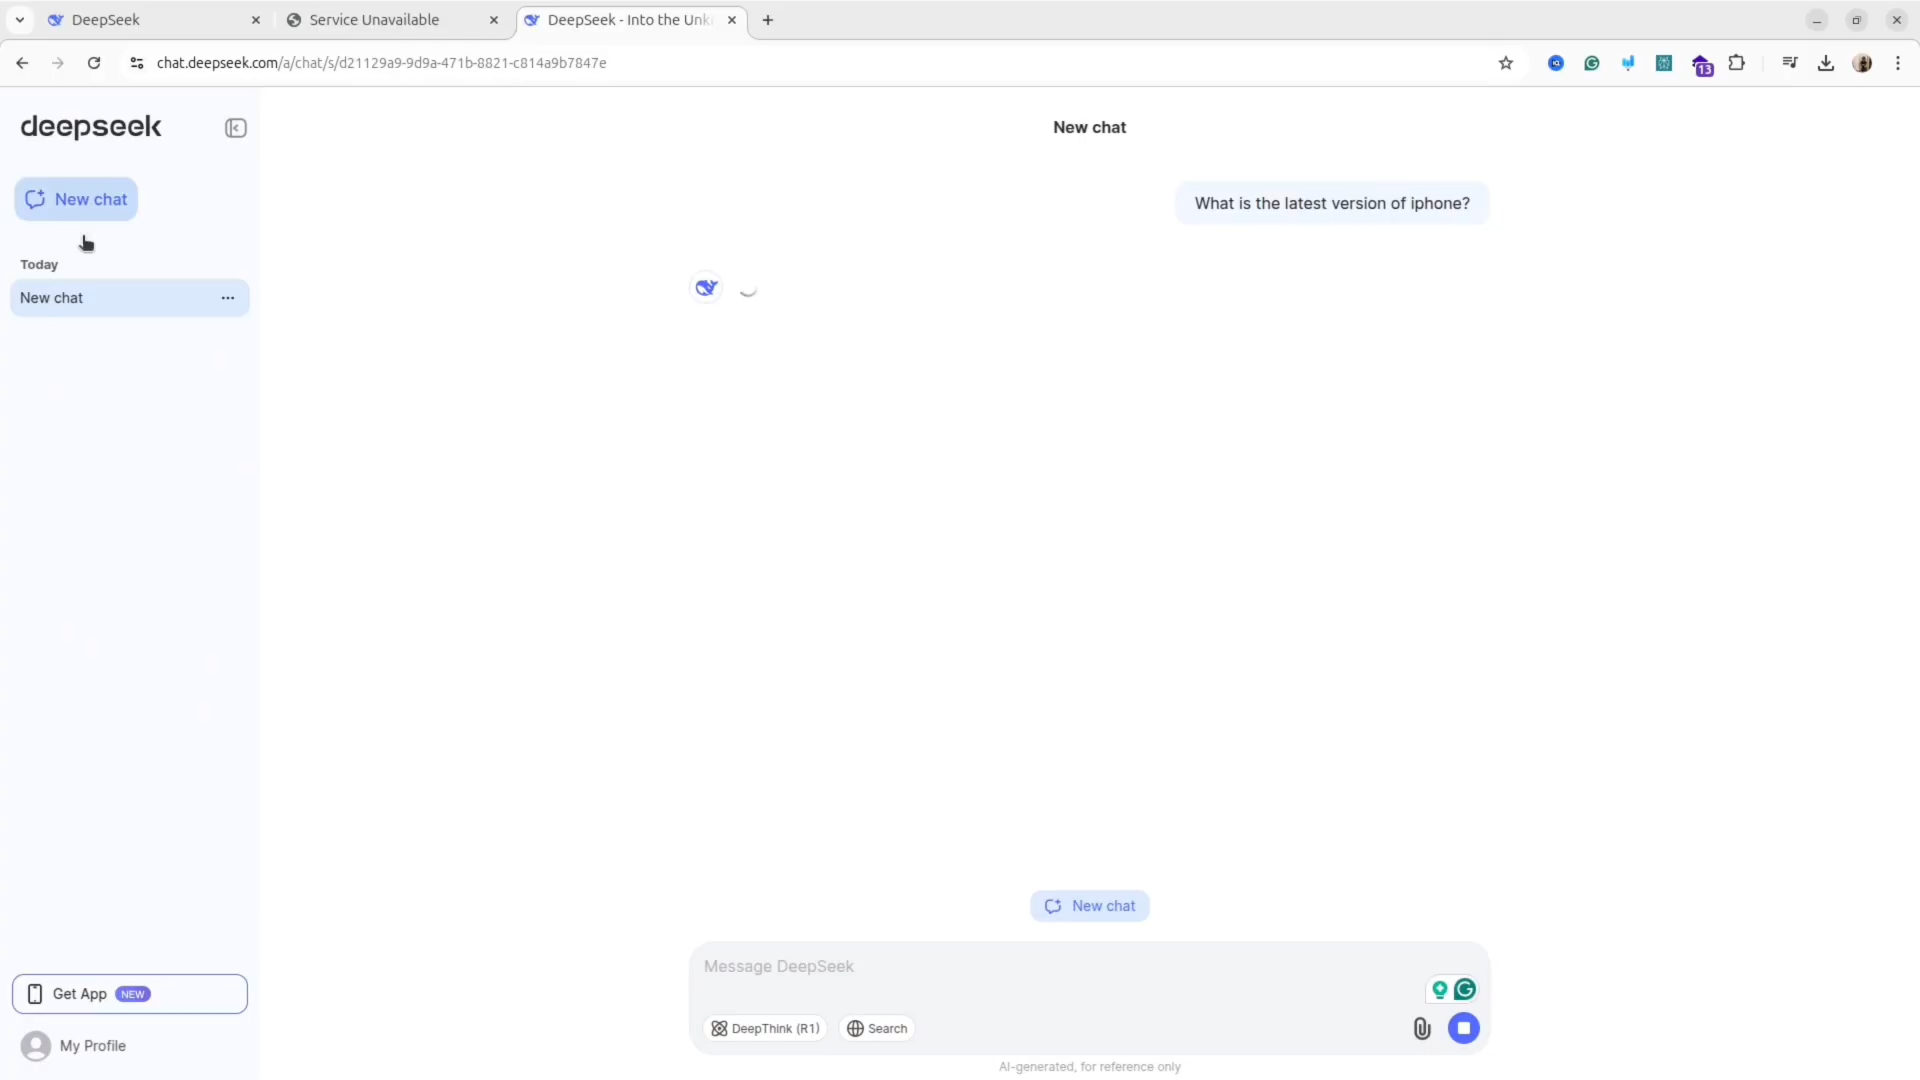 DeepSeek
Service Unavailable
DeepSeek - Into the Unk
chat.deepseek.com/a/chat/s/d21129a9-9d9a-471b-8821-c814a9b7847e
13
deepseek
New chat
New chat
What is the latest version of iphone?
Today
New chat
New chat
Message DeepSeek
Get App NEW
DeepThink (R1)
Search
My Profile
AI-generated, for reference only